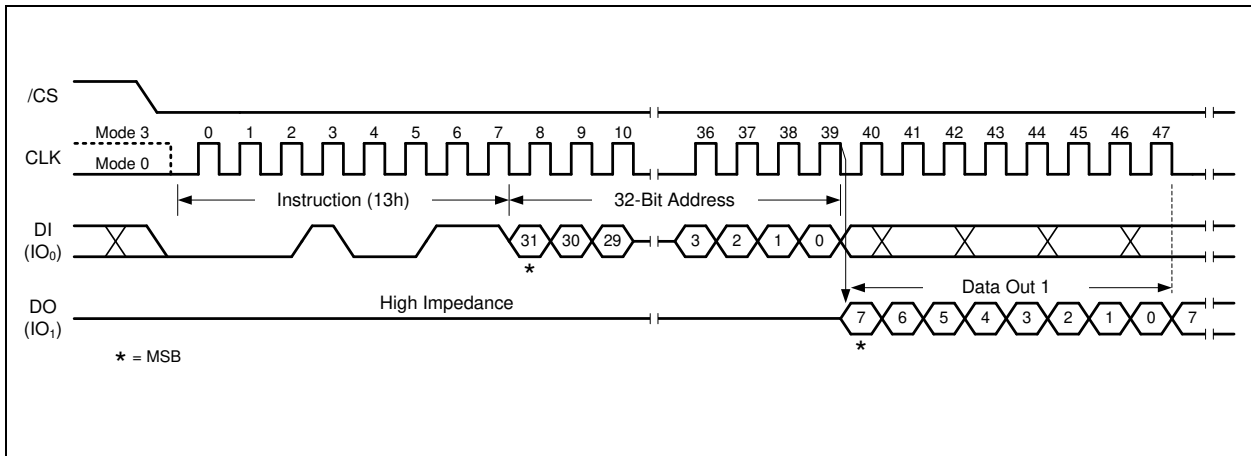 /CS
Mode 3 0 1 2 3 4 5 6 7 8 9 10 36 37 38 39 40 41 42 43 44 45 46 47
CLK Mode 0
Instruction (13h) 32-Bit Address
DI
(IO₀) 31 30 29 3 2 1 0
*
High Impedance Data Out 1
DO
(IO₁) 7 6 5 4 3 2 1 0 7
*
* = MSB